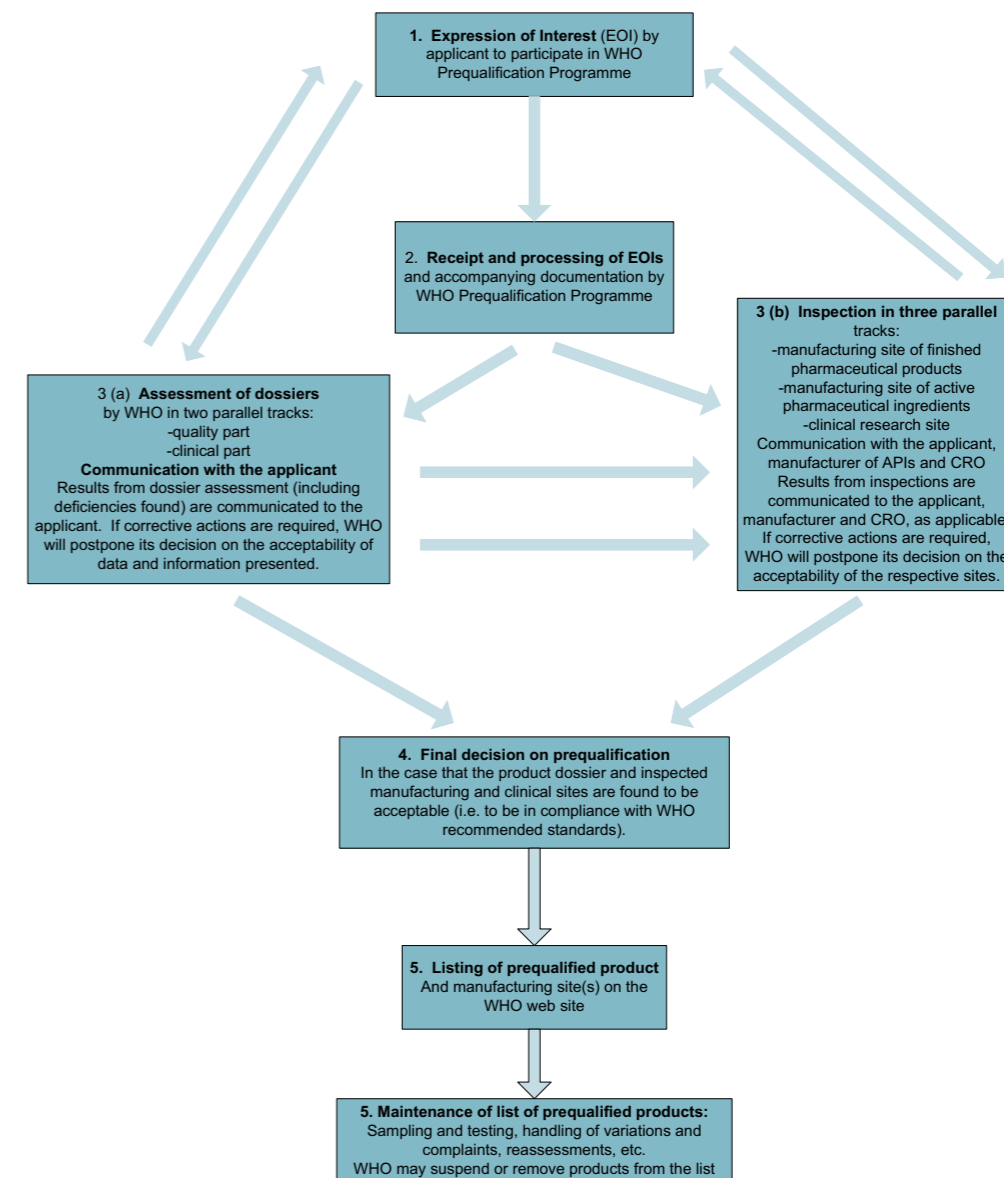 1. Expression of Interest (EOI) by
applicant to participate in WHO
Prequalification Programme
2. Receipt and processing of EOIs
and accompanying documentation by
WHO Prequalification Programme
3 (a) Assessment of dossiers
by WHO in two parallel tracks:
-quality part
-clinical part
Communication with the applicant
Results from dossier assessment (including
deficiencies found) are communicated to the
applicant. If corrective actions are required, WHO
will postpone its decision on the acceptability of
data and information presented.
3 (b) Inspection in three parallel
tracks:
-manufacturing site of finished
pharmaceutical products
-manufacturing site of active
pharmaceutical ingredients
-clinical research site
Communication with the applicant,
manufacturer of APIs and CRO
Results from inspections are
communicated to the applicant,
manufacturer and CRO, as applicable
If corrective actions are required,
WHO will postpone its decision on the
acceptability of the respective sites.
4. Final decision on prequalification
In the case that the product dossier and inspected
manufacturing and clinical sites are found to be
acceptable (i.e. to be in compliance with WHO
recommended standards).
5. Listing of prequalified product
And manufacturing site(s) on the
WHO web site
5. Maintenance of list of prequalified products:
Sampling and testing, handling of variations and
complaints, reassessments, etc.
WHO may suspend or remove products from the list